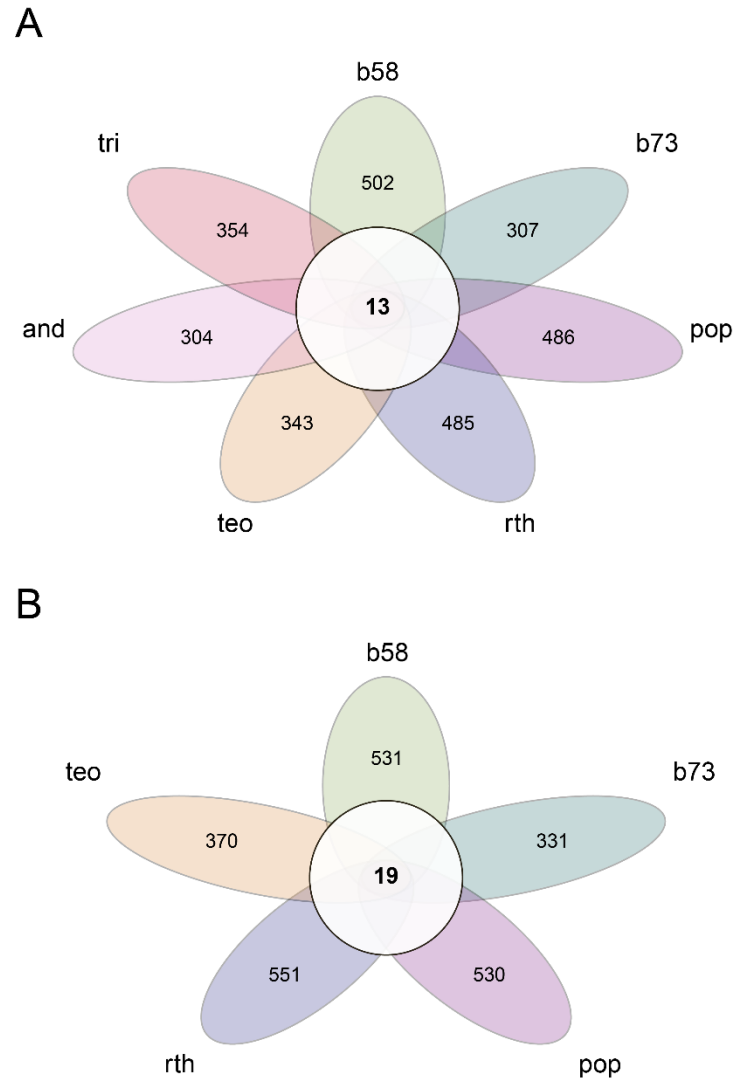 A
b58
tri
b73
502
354
307
13
and
304
486
pop
343
485
teo
rth
B
b58
teo
b73
531
370
331
19
551
530
rth
pop